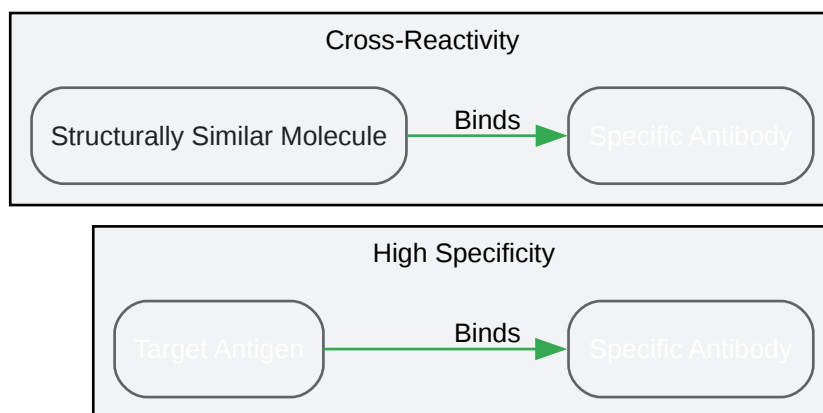 Cross-Reactivity
Structurally Similar Molecule
Binds
Specific Antibody
High Specificity
Target Antigen
Binds
Specific Antibody